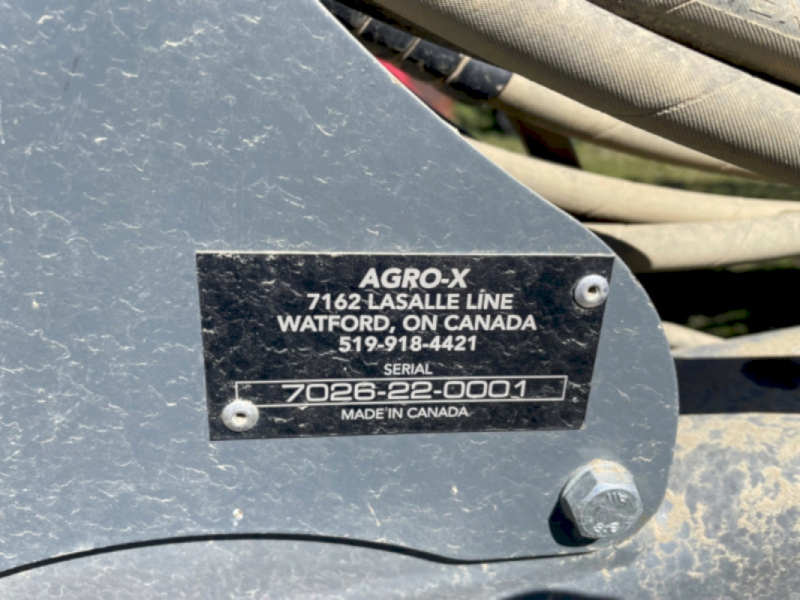 AGRO-X
7162 LASALLE LINE
WATFORD, ON CANADA
519-918-4421
SERIAL
7026-22-0001
MADE IN CANADA